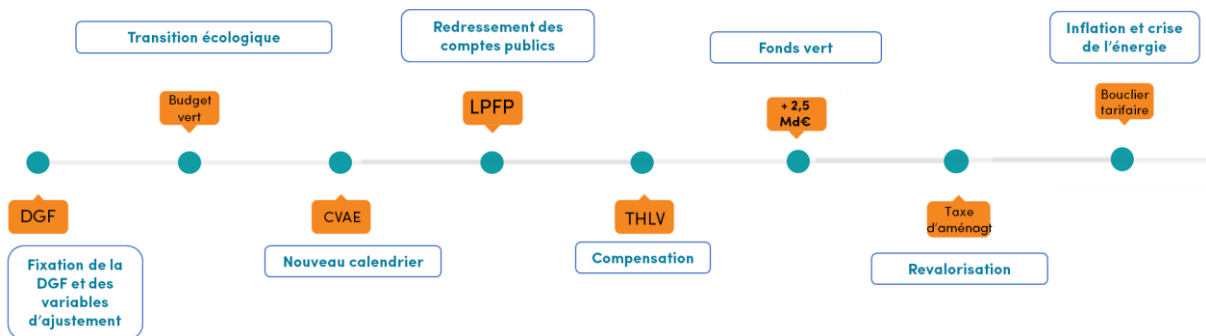 Transition écologique
Redressement des
comptes publics
Fonds vert
Inflation et crise
de l'énergie
Budget
vert
LPFP
+ 2,5
Md€
Bouclier
tarifaire
DGF
CVAE
THLV
Taxe
d'aménagt
Fixation de la
DGF et des
variables
d'ajustement
Nouveau calendrier
Compensation
Revalorisation